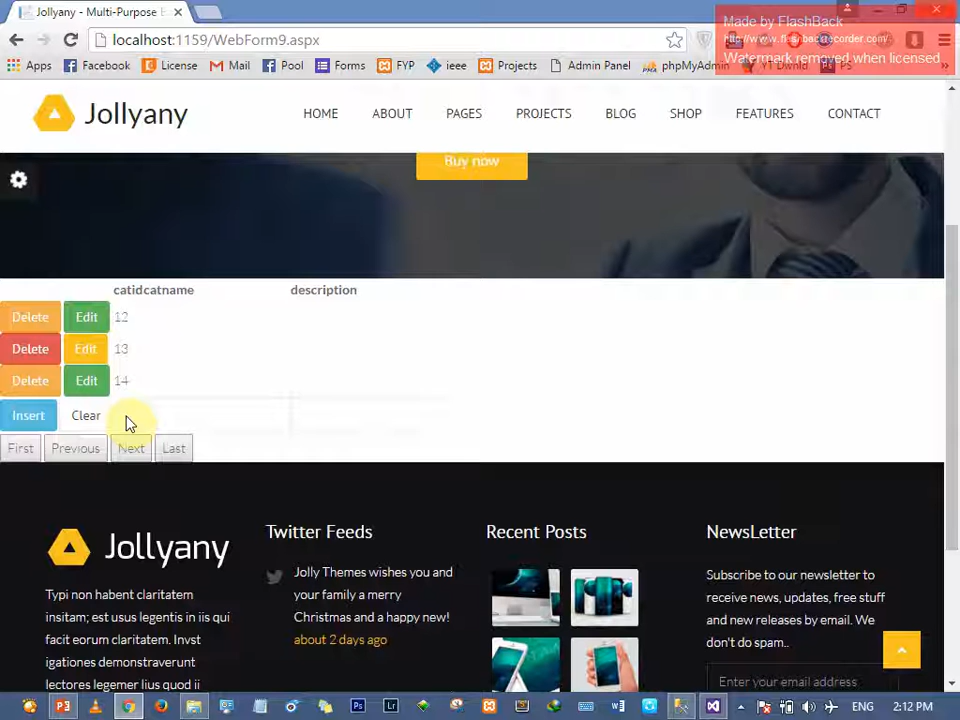 Jollyany - Multi-Purpose
Made by FlashBack
Watermark removed when licensed
localhost:1159/WebForm9.aspx
Apps Facebook License Mail Pool Forms FYP ieee Projects Admin Panel phpMyAdmin YT Dwnld PS
Jollyany
HOME ABOUT PAGES PROJECTS BLOG SHOP FEATURES CONTACT
Buy now
catidcatname description
Delete Edit 12
Delete Edit 13
Delete Edit 14
Insert Clear
First Previous Next Last
Jollyany
Typi non habent claritatem
insitam; est usus legentis in iis qui
facit eorum claritatem. Invst
igationes demonstraverunt
lectores legemer lius quod ii
Twitter Feeds
Jolly Themes wishes you and
your family a merry
Christmas and a happy new!
about 2 days ago
Recent Posts
NewsLetter
Subscribe to our newsletter to
receive news, updates, free stuff
and new releases by email. We
don't do spam..
Enter your email address
ENG 2:12 PM